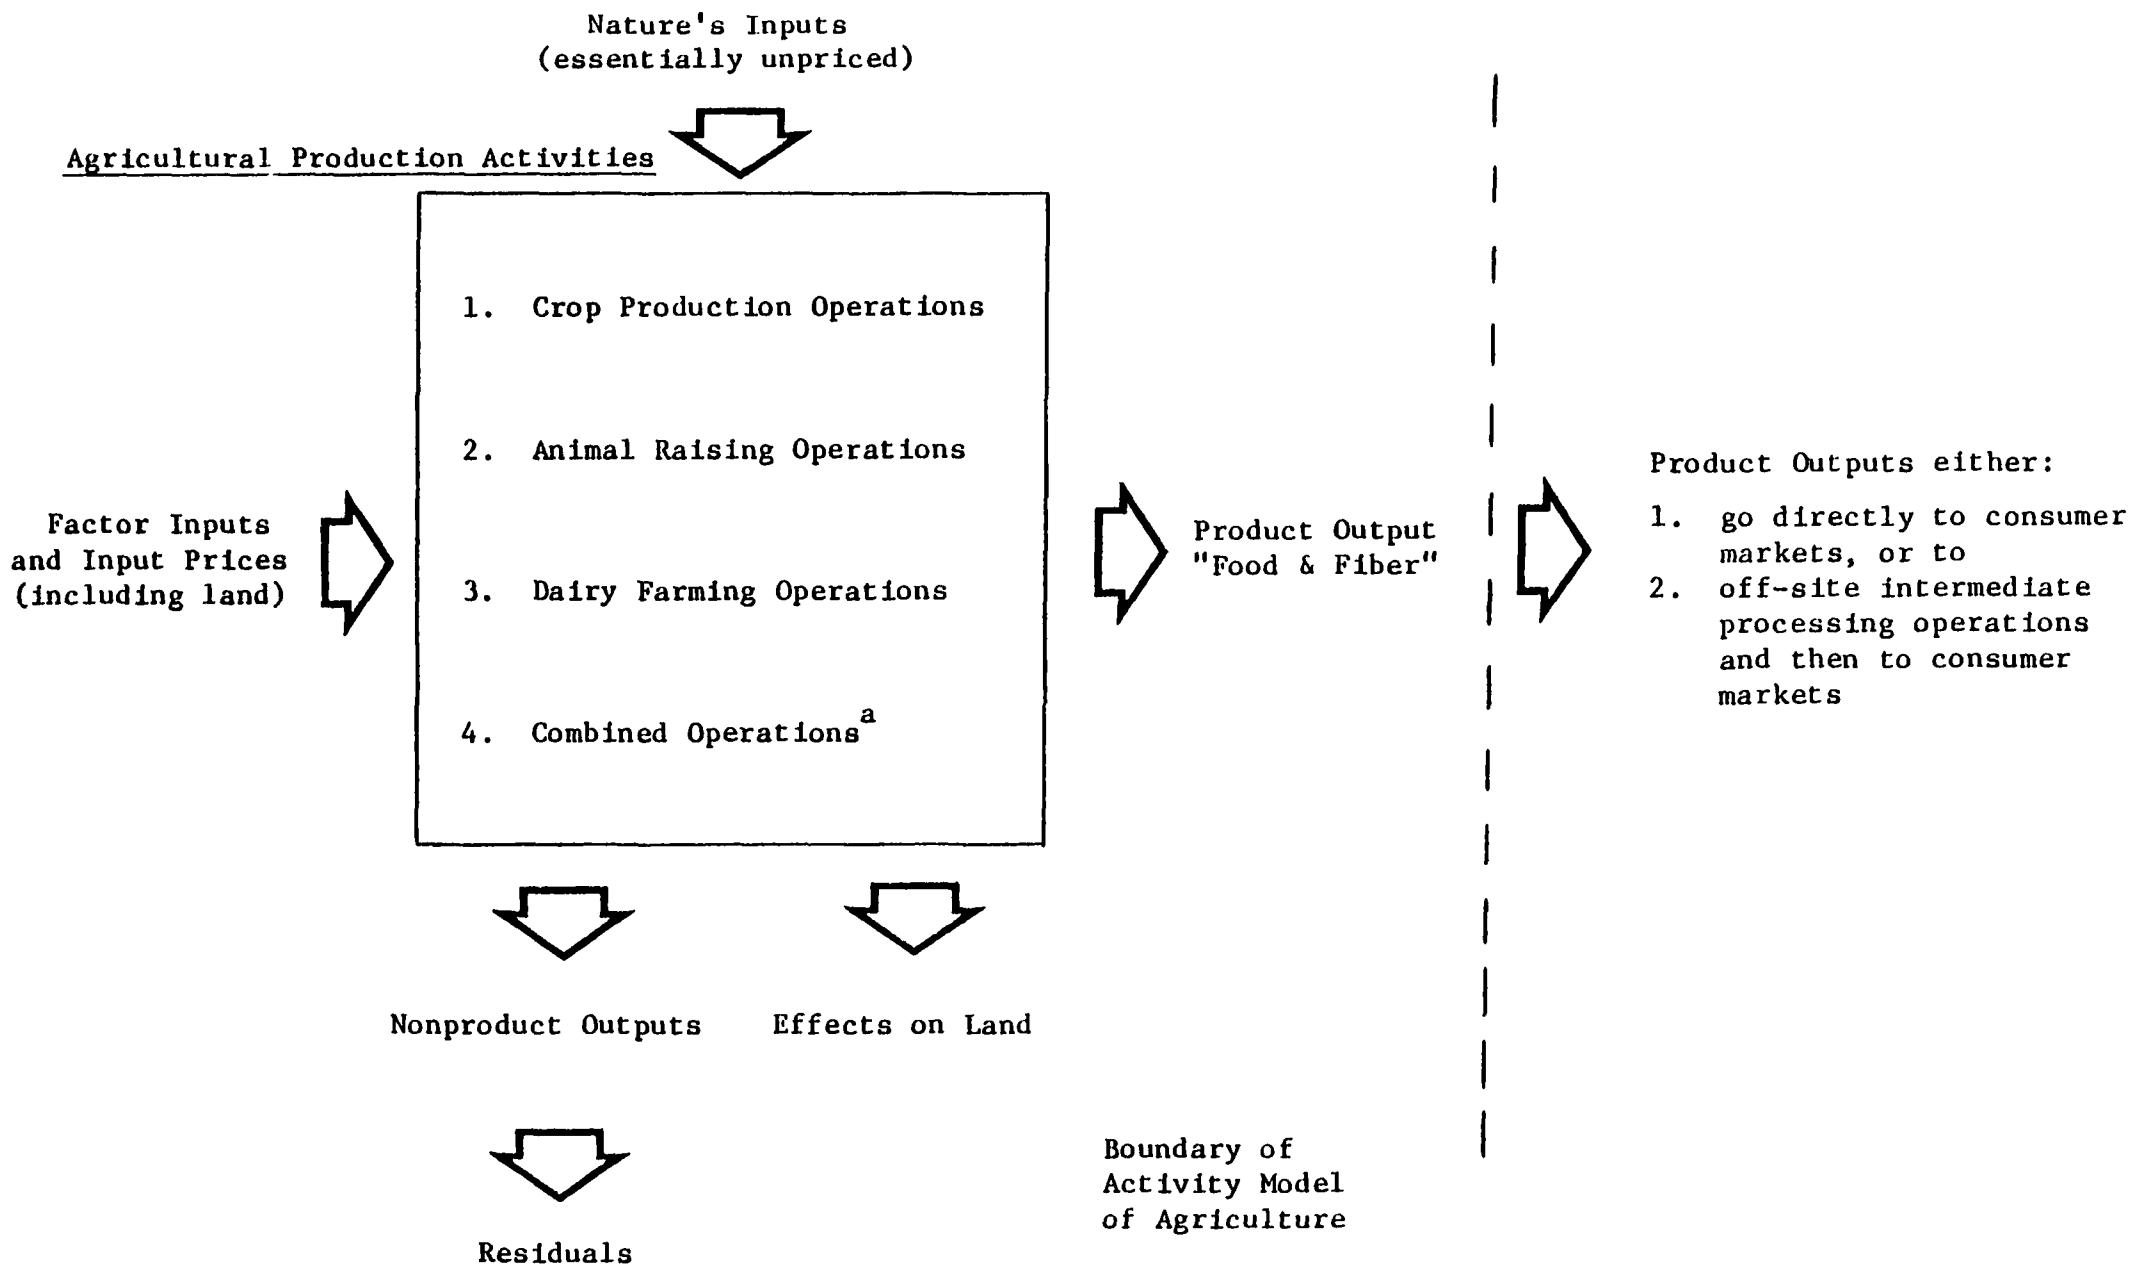 Nature's Inputs
(essentially unpriced)
Agricultural Production Activities
1. Crop Production Operations
2. Animal Raising Operations
3. Dairy Farming Operations
4. Combined Operationsª
Factor Inputs
and Input Prices
(including land)
Product Output
"Food & Fiber"
Product Outputs either:
1. go directly to consumer
markets, or to
2. off-site intermediate
processing operations
and then to consumer
markets
Nonproduct Outputs
Effects on Land
Residuals
Boundary of
Activity Model
of Agriculture